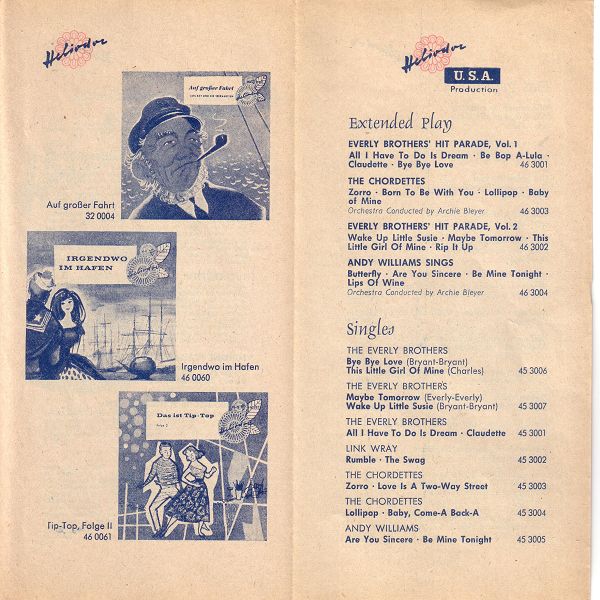 Heliodor
Auf großer Fahrt
Auf großer Fahrt
32 0004
IRGENDWO
IM HAFEN
Heliodor
Irgendwo im Hafen
46 0060
Das ist Tip-Top
Folge 2
Tip-Top, Folge II
46 0061
Heliodor
U.S.A.
Production
Extended Play
EVERLY BROTHERS' HIT PARADE, Vol. 1
All I Have To Do Is Dream · Be Bop A-Lula ·
Claudette · Bye Bye Love 46 3001
THE CHORDETTES
Zorro · Born To Be With You · Lollipop · Baby
of Mine
Orchestra Conducted by Archie Bleyer 46 3003
EVERLY BROTHERS' HIT PARADE, Vol. 2
Wake Up Little Susie · Maybe Tomorrow · This
Little Girl Of Mine · Rip It Up 46 3002
ANDY WILLIAMS SINGS
Butterfly · Are You Sincere · Be Mine Tonight ·
Lips Of Wine
Orchestra Conducted by Archie Bleyer 46 3004
Singles
THE EVERLY BROTHERS
Bye Bye Love (Bryant-Bryant)
This Little Girl Of Mine (Charles) 45 3006
THE EVERLY BROTHERS
Maybe Tomorrow (Everly-Everly)
Wake Up Little Susie (Bryant-Bryant) 45 3007
THE EVERLY BROTHERS
All I Have To Do Is Dream · Claudette 45 3001
LINK WRAY
Rumble · The Swag 45 3002
THE CHORDETTES
Zorro · Love Is A Two-Way Street 45 3003
THE CHORDETTES
Lollipop · Baby, Come-A Back-A 45 3004
ANDY WILLIAMS
Are You Sincere · Be Mine Tonight 45 3005